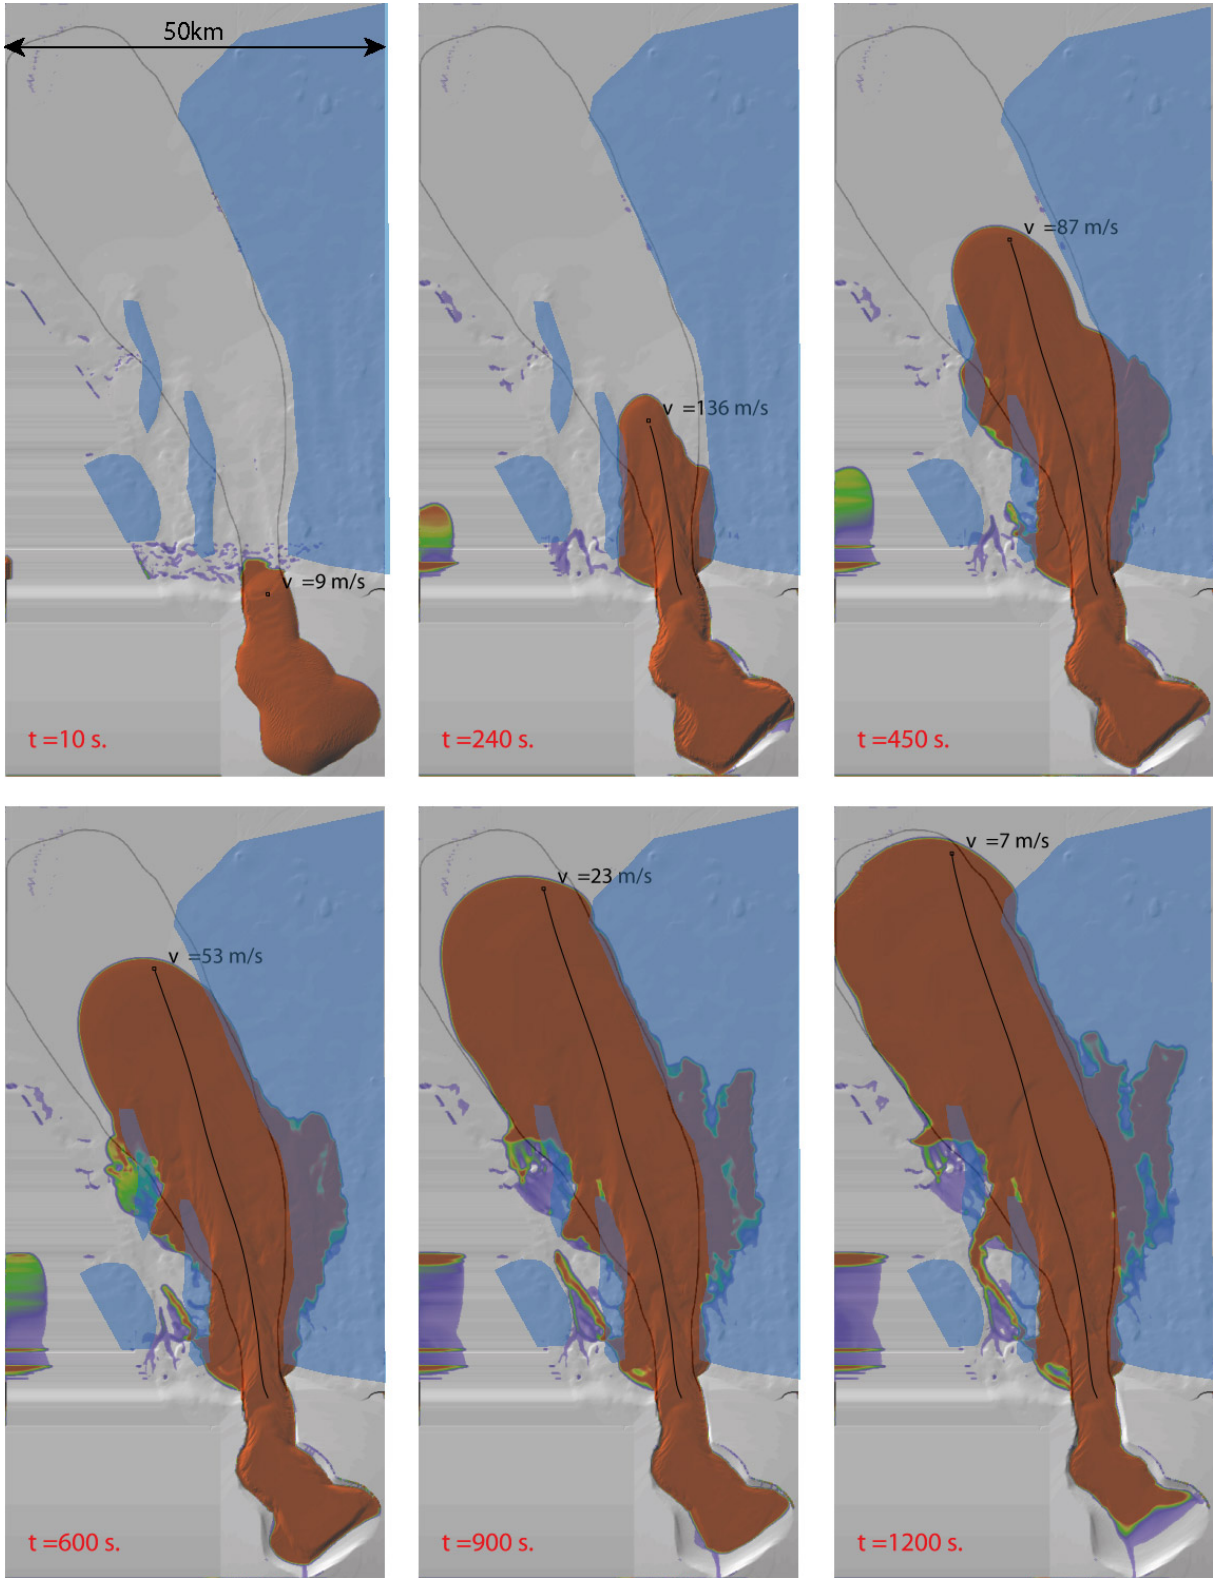 50km
v =9 m/s
t =10 s.
v =136 m/s
t =240 s.
v =87 m/s
t =450 s.
v =53 m/s
t =600 s.
v =23 m/s
t =900 s.
v =7 m/s
t =1200 s.